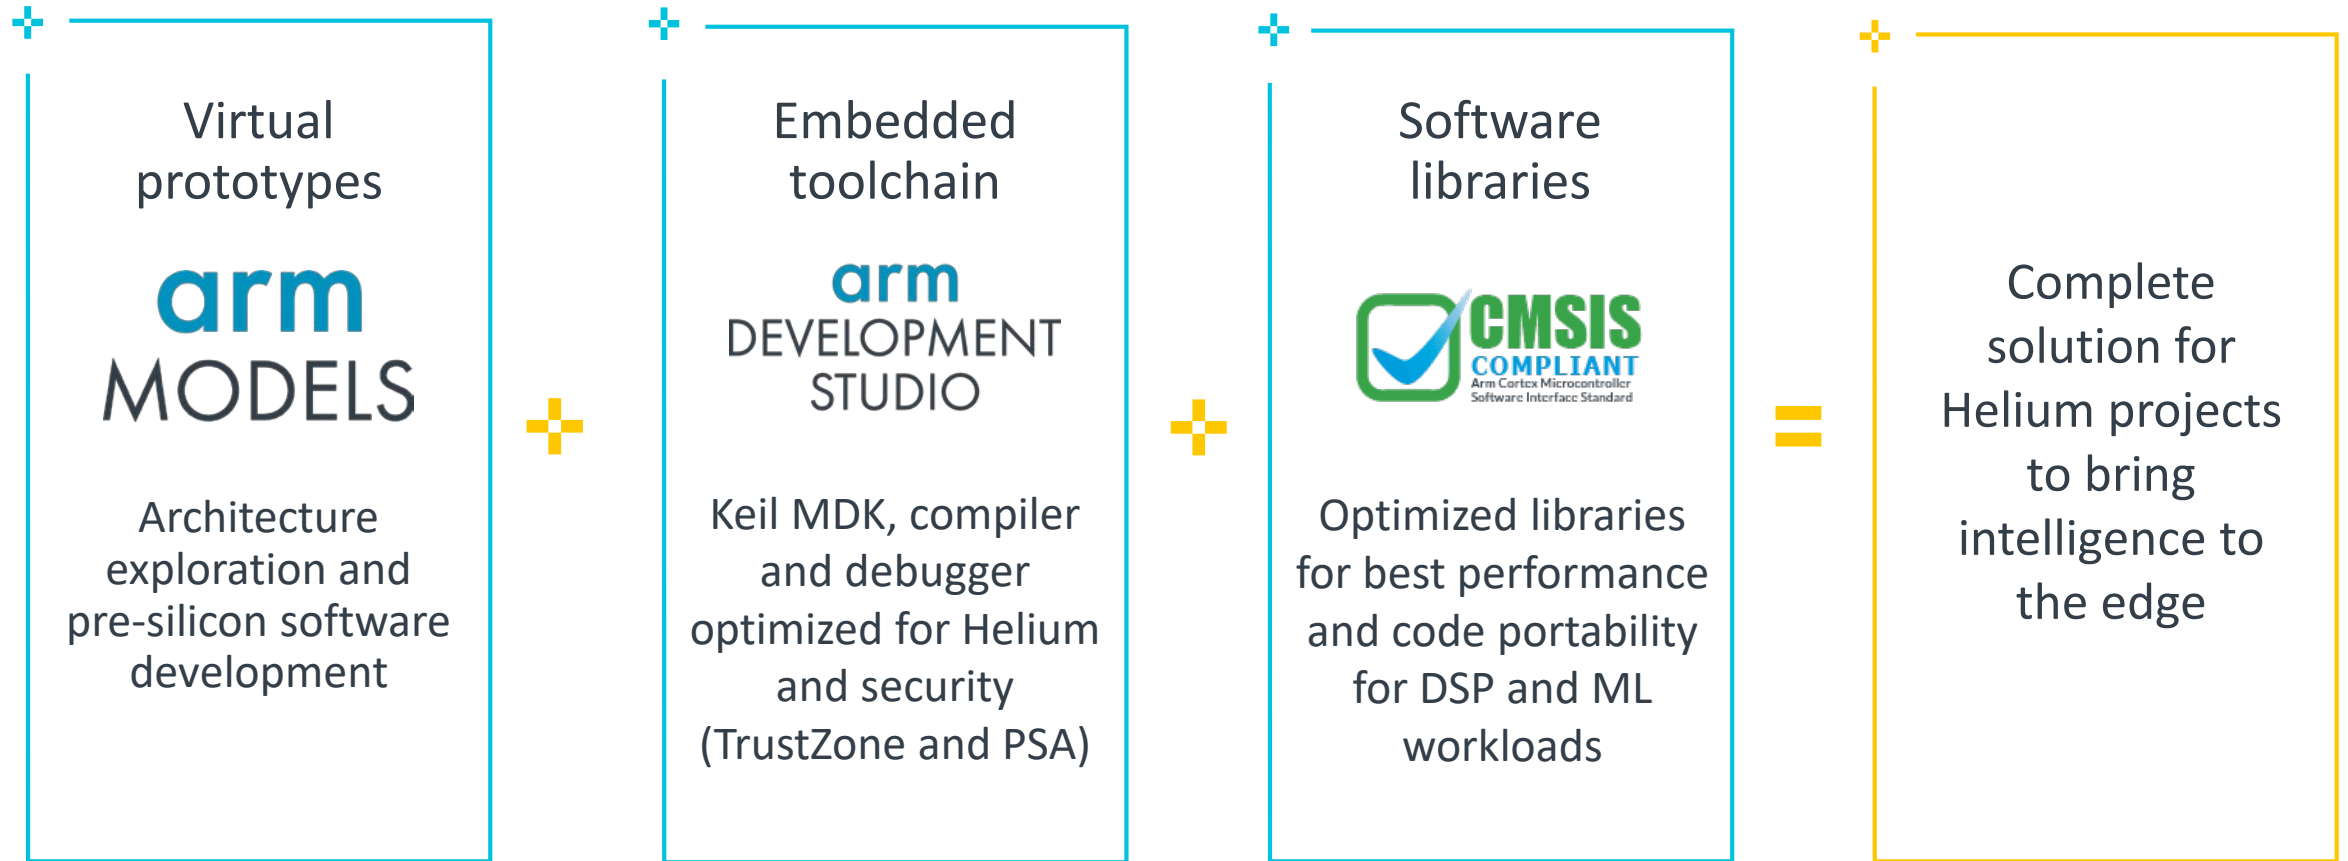 Virtual
prototypes
arm
MODELS
Architecture
exploration and
pre-silicon software
development
Embedded
toolchain
arm
DEVELOPMENT
STUDIO
Keil MDK, compiler
and debugger
optimized for Helium
and security
(TrustZone and PSA)
Software
libraries
CMSIS
COMPLIANT
Arm Cortex Microcontroller
Software Interface Standard
Optimized libraries
for best performance
and code portability
for DSP and ML
workloads
=
Complete
solution for
Helium projects
to bring
intelligence to
the edge